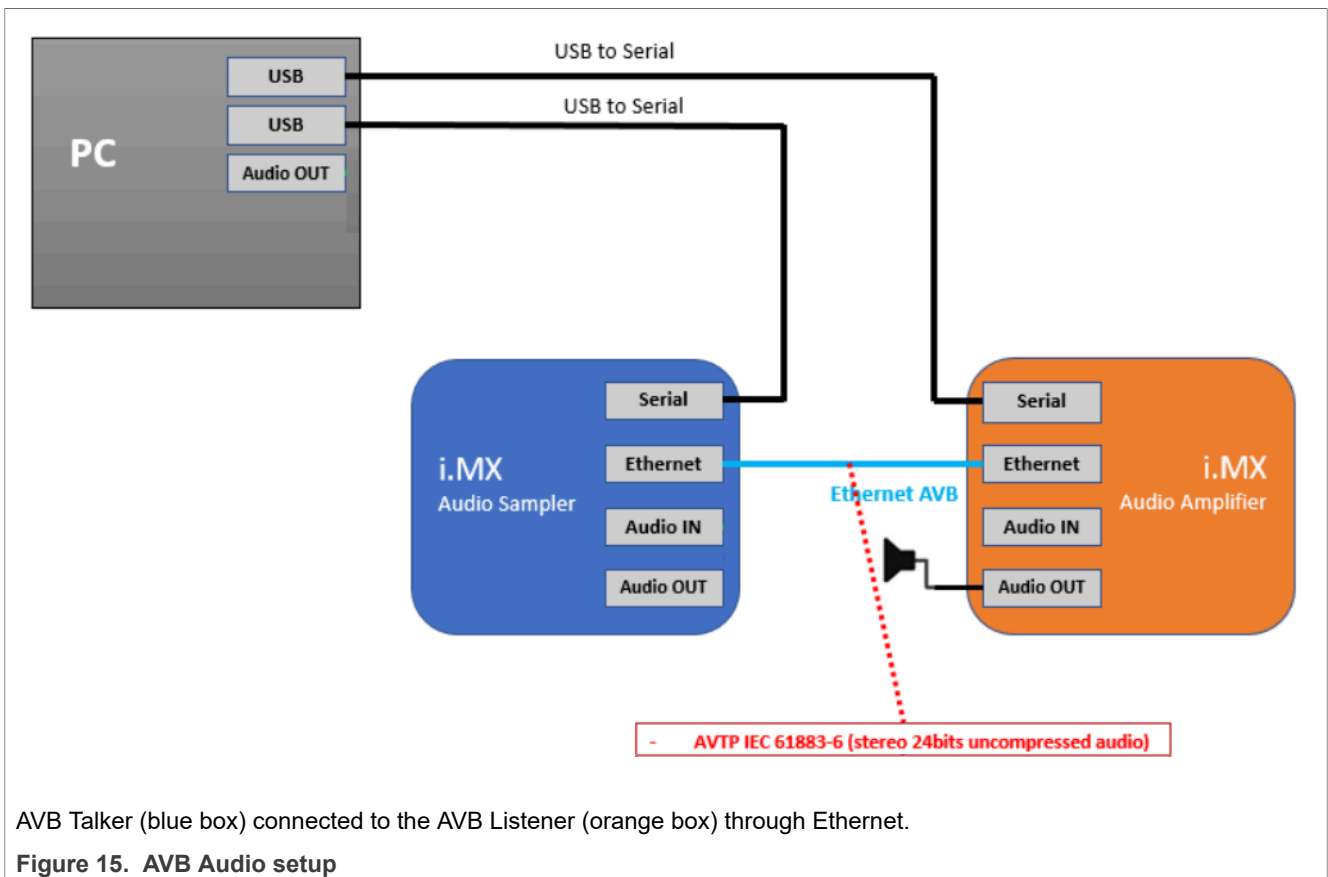 USB to Serial
USB
USB to Serial
USB
PC
Audio OUT
Serial
Ethernet
i.MX
Audio Sampler
Audio IN
Audio OUT
Ethernet AVB
Serial
Ethernet
i.MX
Audio Amplifier
Audio IN
Audio OUT
- AVTP IEC 61883-6 (stereo 24bits uncompressed audio)
AVB Talker (blue box) connected to the AVB Listener (orange box) through Ethernet.
Figure 15. AVB Audio setup